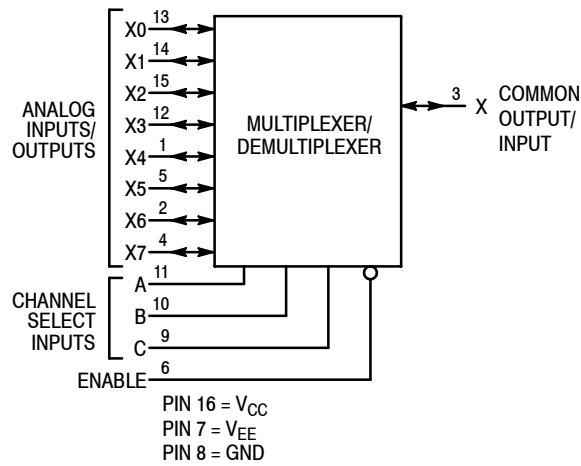 X0 13
X1 14
X2 15
X3 12
X4 1
X5 5
X6 2
X7 4
ANALOG
INPUTS/
OUTPUTS
MULTIPLEXER/
DEMULTIPLEXER
3 X
COMMON
OUTPUT/
INPUT
A 11
B 10
C 9
CHANNEL
SELECT
INPUTS
ENABLE 6
PIN 16 = VCC
PIN 7 = VEE
PIN 8 = GND